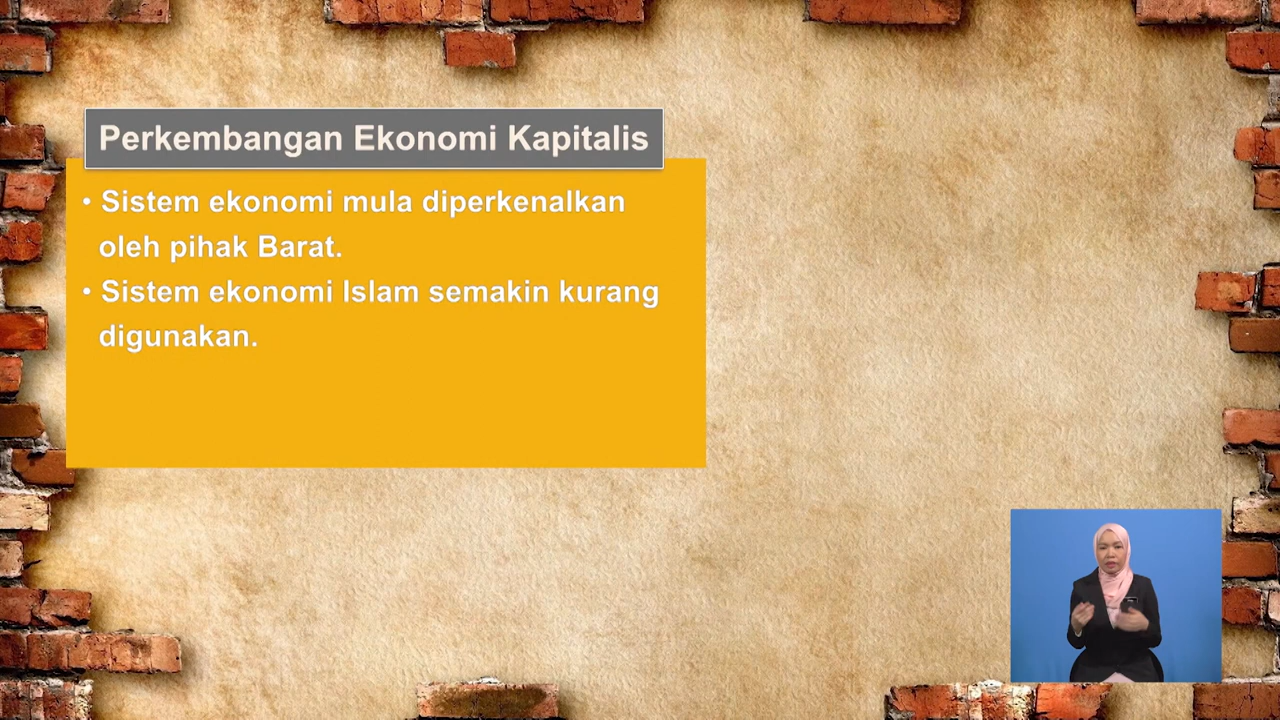 Perkembangan Ekonomi Kapitalis
• Sistem ekonomi mula diperkenalkan
oleh pihak Barat.
• Sistem ekonomi Islam semakin kurang
digunakan.